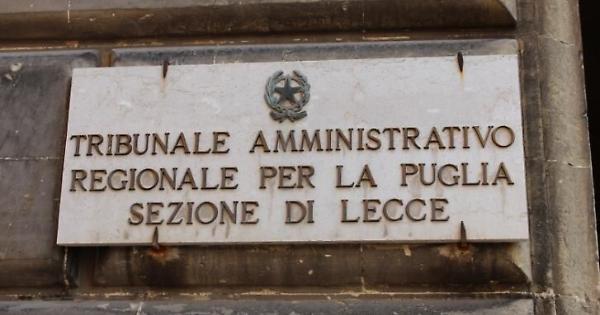 TRIBUNALE AMMINISTRATIVO
REGIONALE PER LA PUGLIA
SEZIONE DI LECCE